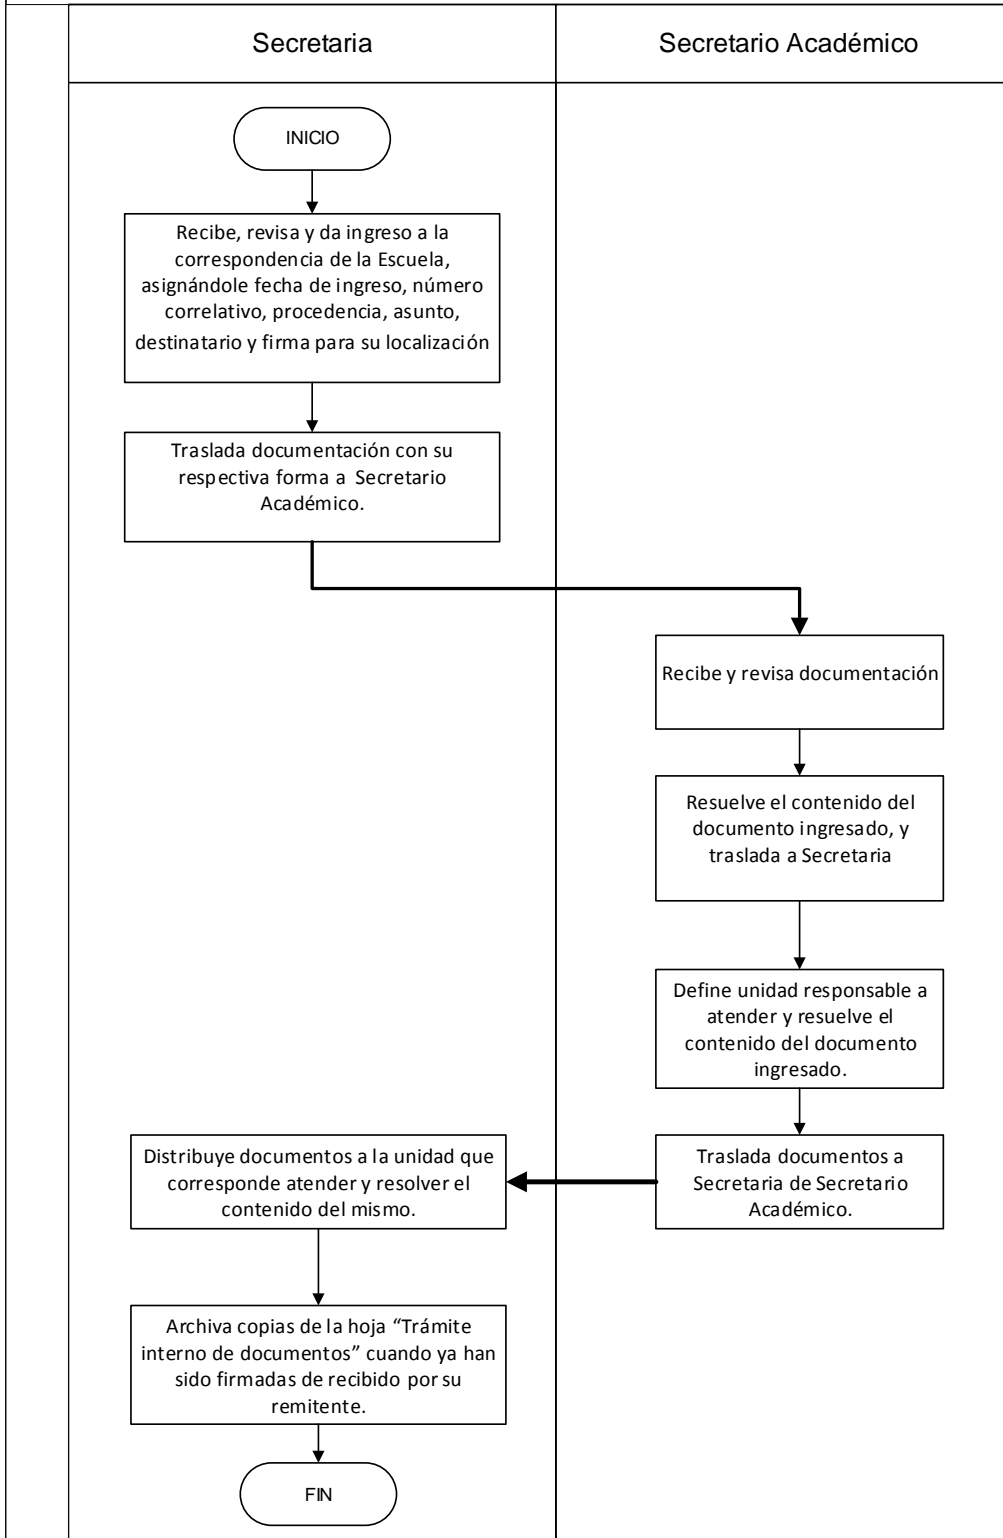 Secretaria
Secretario Académico
INICIO
Recibe, revisa y da ingreso a la
correspondencia de la Escuela,
asignándole fecha de ingreso, número
correlativo, procedencia, asunto,
destinatario y firma para su localización
Traslada documentación con su
respectiva forma a Secretario
Académico.
Recibe y revisa documentación
Resuelve el contenido del
documento ingresado, y
traslada a Secretaria
Define unidad responsable a
atender y resuelve el
contenido del documento
ingresado.
Traslada documentos a
Secretaria de Secretario
Académico.
Distribuye documentos a la unidad que
corresponde atender y resolver el
contenido del mismo.
Archiva copias de la hoja “Trámite
interno de documentos” cuando ya han
sido firmadas de recibido por su
remitente.
FIN